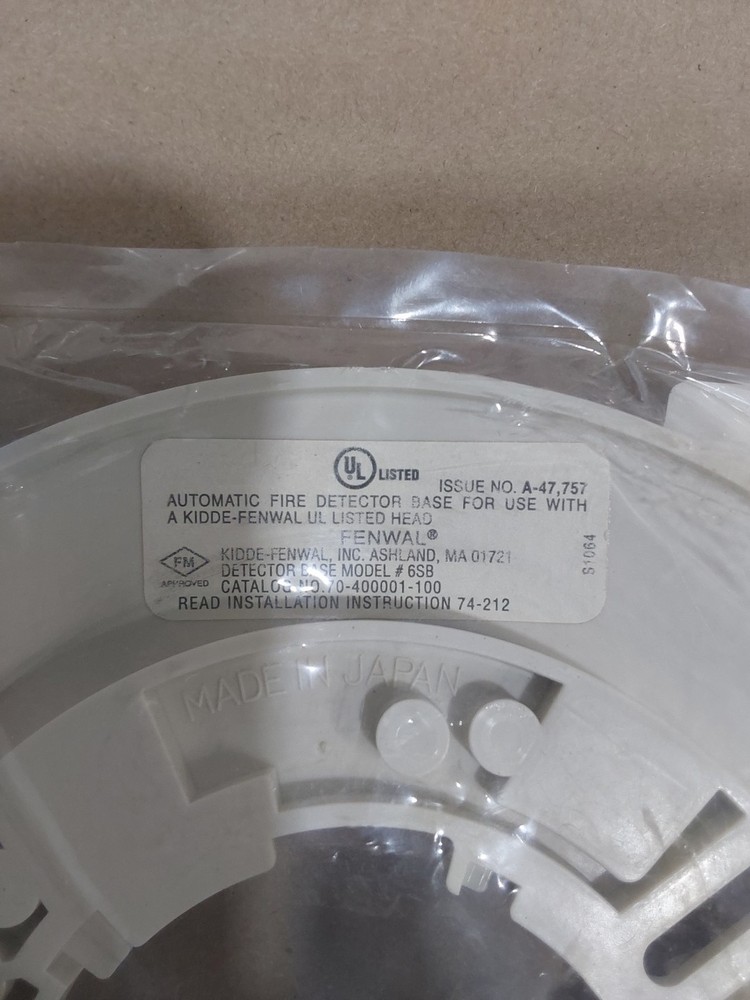 UL LISTED
ISSUE NO. A-47,757
AUTOMATIC FIRE DETECTOR BASE FOR USE WITH
A KIDDE-FENWAL UL LISTED HEAD
FENWAL®
FM
APPROVED
KIDDE-FENWAL, INC. ASHLAND, MA 01721
DETECTOR BASE MODEL # 6SB
CATALOG NO. 70-400001-100
READ INSTALLATION INSTRUCTION 74-212
S1064
MADE IN JAPAN